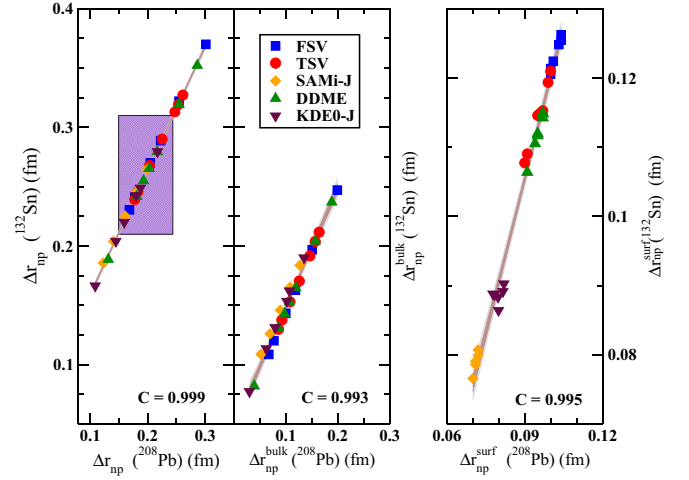 0.4
0.3
0.2
0.1
Δr_np (¹³²Sn) (fm)
C = 0.999
0.1 0.2 0.3
Δr_np (²⁰⁸Pb) (fm)
FSV
TSV
SAMi-J
DDME
KDE0-J
C = 0.993
0.1 0.2 0.3
Δr_np^bulk (²⁰⁸Pb) (fm)
Δr_np^bulk (¹³²Sn) (fm)
C = 0.995
0.06 0.09 0.12
Δr_np^surf (²⁰⁸Pb) (fm)
0.12
0.1
0.08
Δr_np^surf,132 Sn) (fm)